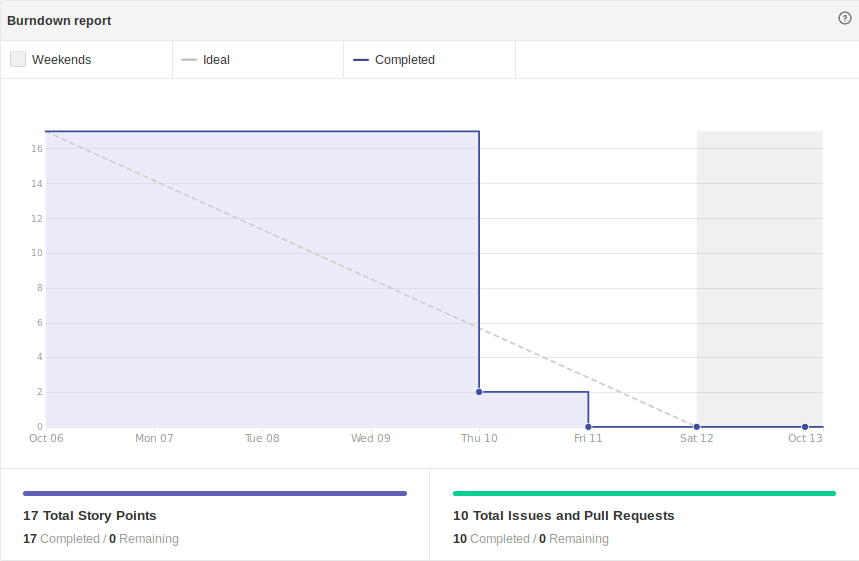 Burndown report
Weekends
Ideal
Completed
16
14
12
10
8
6
4
2
0
Oct 06 Mon 07 Tue 08 Wed 09 Thu 10 Fri 11 Sat 12 Oct 13
17 Total Story Points
17 Completed / 0 Remaining
10 Total Issues and Pull Requests
10 Completed / 0 Remaining